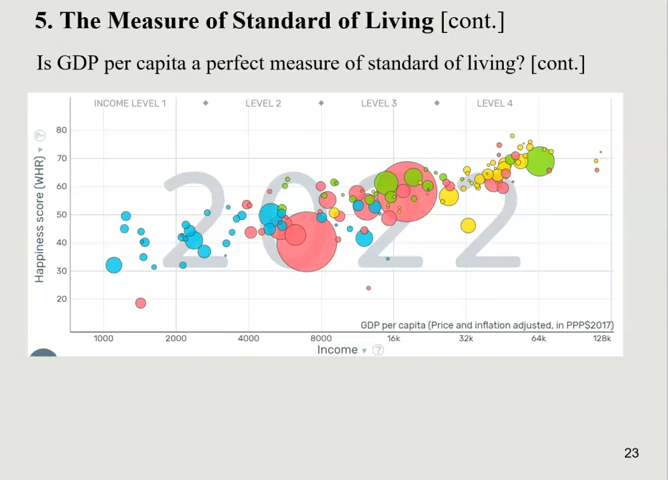 5. The Measure of Standard of Living [cont.]
Is GDP per capita a perfect measure of standard of living? [cont.]
INCOME LEVEL 1 LEVEL 2 LEVEL 3 LEVEL 4
80
70
60
50
40
30
20
Happiness score (WHR) ?
2022
GDP per capita (Price and inflation adjusted, in PPP$2017)
1000 2000 4000 8000 16k 32k 64k 128k
Income ?
23